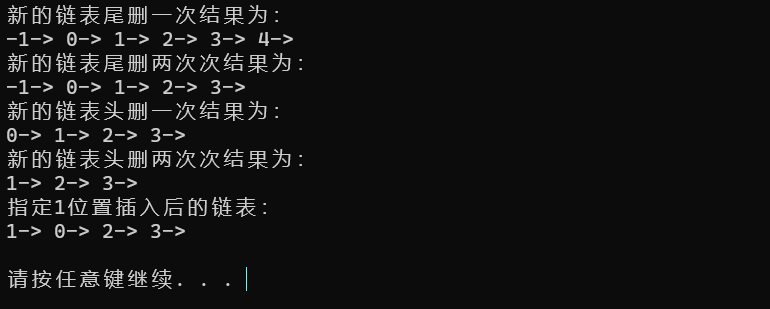 新的链表尾删一次结果为:
-1-> 0-> 1-> 2-> 3-> 4->
新的链表尾删两次次结果为:
-1-> 0-> 1-> 2-> 3->
新的链表头删一次结果为:
0-> 1-> 2-> 3->
新的链表头删两次次结果为:
1-> 2-> 3->
指定1位置插入后的链表:
1-> 0-> 2-> 3->
请按任意键继续. . .